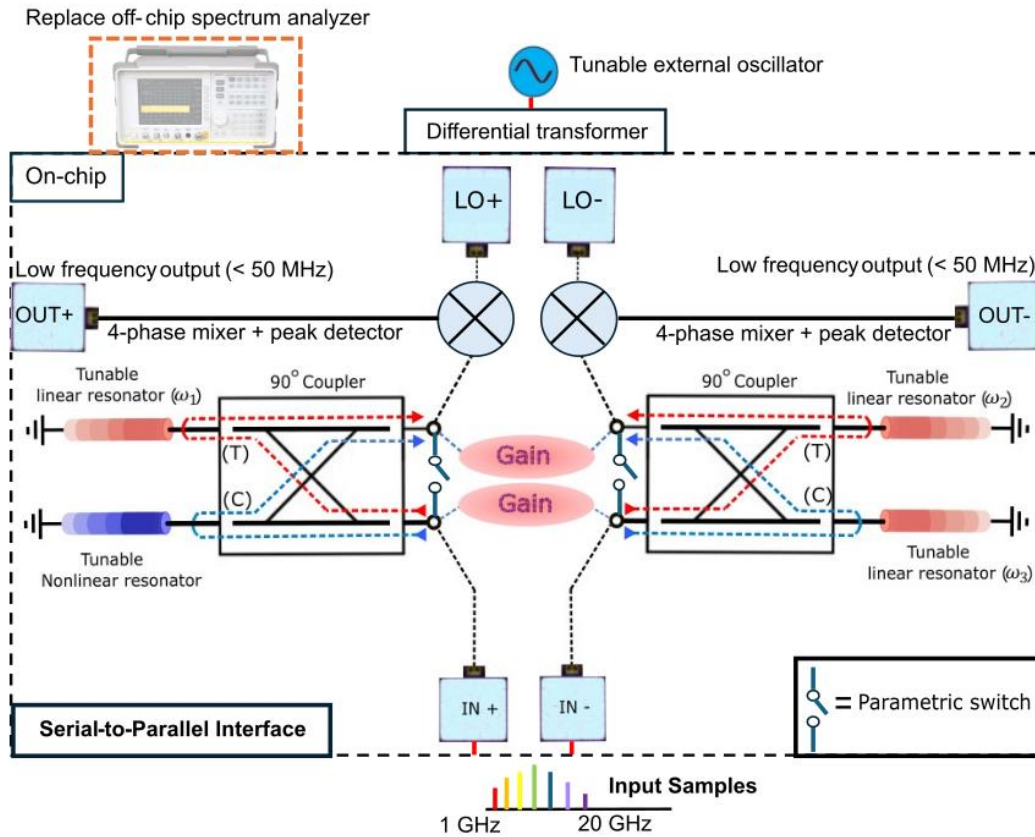 Replace off-chip spectrum analyzer
Tunable external oscillator
Differential transformer
On-chip
LO+
LO-
Low frequency output (< 50 MHz)
Low frequency output (< 50 MHz)
OUT+
OUT-
4-phase mixer + peak detector
4-phase mixer + peak detector
Tunable
linear resonator (ω₁)
90° Coupler
90° Coupler
Tunable
linear resonator (ω₂)
(T)
(C)
Gain
Gain
(T)
(C)
Tunable
Nonlinear resonator
Tunable
linear resonator (ω₃)
IN +
IN -
= Parametric switch
Serial-to-Parallel Interface
Input Samples
1 GHz
20 GHz